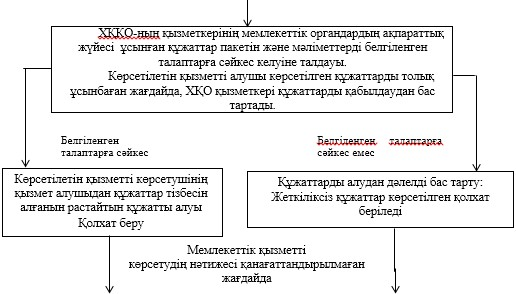 ХҚКО-ның қызметкерінің мемлекеттік органдардың ақпараттық
жүйесі ұсынған құжаттар пакетін және мәліметтерді белгіленген
талаптарға сәйкес келуіне талдауы.
Көрсетілетін қызметті алушы көрсетілген құжаттарды толық
ұсынбаған жағдайда, ХҚО қызметкері құжаттарды қабылдаудан бас
тартады.
Белгіленген
талаптарға сәйкес
Белгіленген талаптарға
сәйкес емес
Көрсетілетін қызметті көрсетушінің
қызмет алушыдан құжаттар тізбесін
алғанын растайтын құжатты алуы
Қолхат беру
Құжаттарды алудан дәлелді бас тарту:
Жеткіліксіз құжаттар көрсетілген қолхат
беріледі
Мемлекеттік қызметті
көрсетудің нәтижесі қанағаттандырылмаған
жағдайда